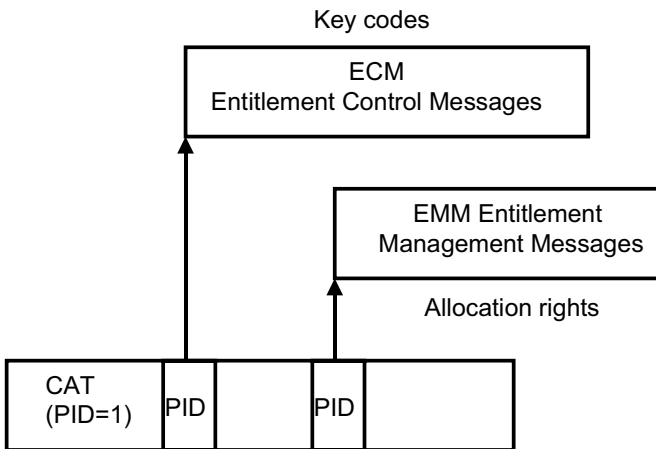 Key codes
ECM
Entitlement Control Messages
EMM Entitlement
Management Messages
Allocation rights
CAT
(PID=1)
PID
PID